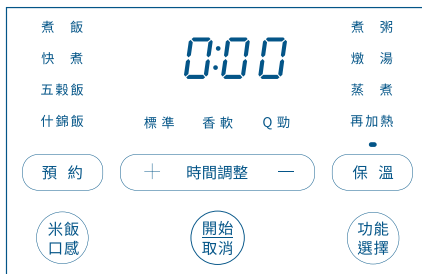 煮飯
快煮
五穀飯
什錦飯
0:00
標準 香軟 Q勁
煮粥
燉湯
蒸煮
再加熱
預約
+ 時間調整 −
保溫
米飯
口感
開始
取消
功能
選擇